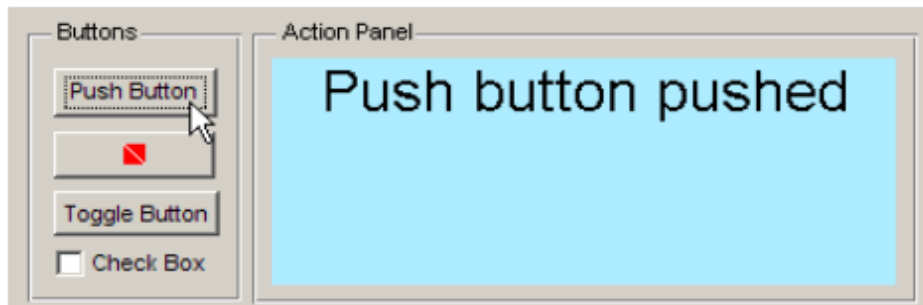 Buttons
Push Button
Toggle Button
Check Box
Action Panel
Push button pushed